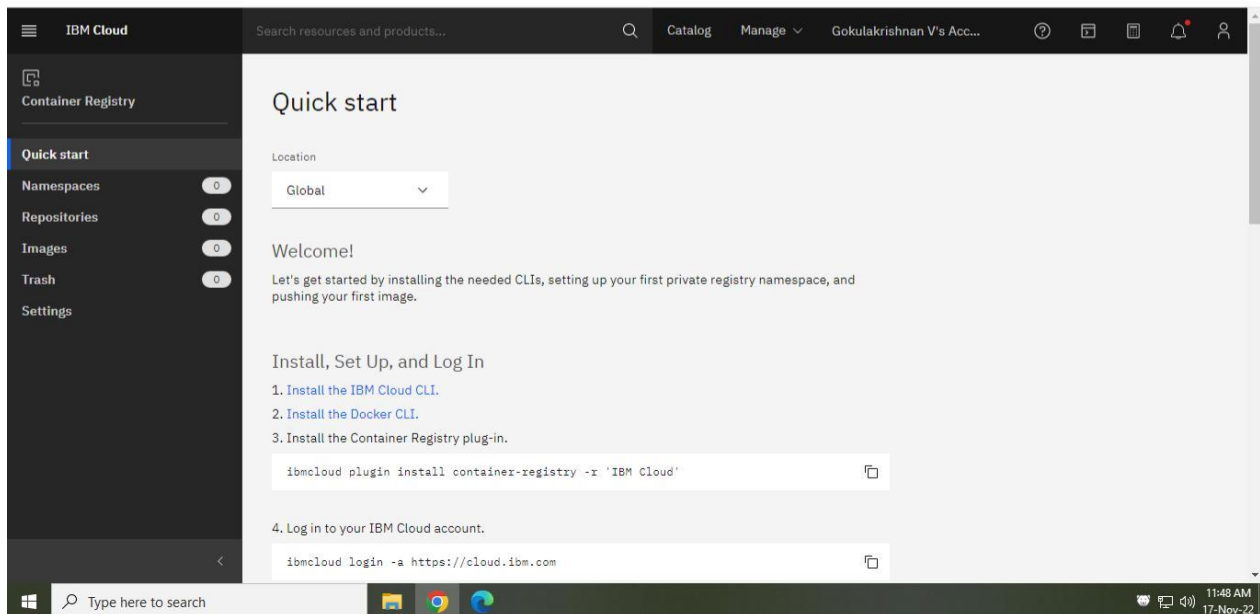 IBM Cloud
Search resources and products...
Catalog
Manage
Gokulakrishnan V's Acc...
Container Registry
Quick start
Namespaces 0
Repositories 0
Images 0
Trash 0
Settings
Quick start
Location
Global
Welcome!
Let's get started by installing the needed CLIs, setting up your first private registry namespace, and
pushing your first image.
Install, Set Up, and Log In
1. Install the IBM Cloud CLI.
2. Install the Docker CLI.
3. Install the Container Registry plug-in.
ibmcloud plugin install container-registry -r 'IBM Cloud'
4. Log in to your IBM Cloud account.
ibmcloud login -a https://cloud.ibm.com
Type here to search
11:48 AM
17-Nov-22